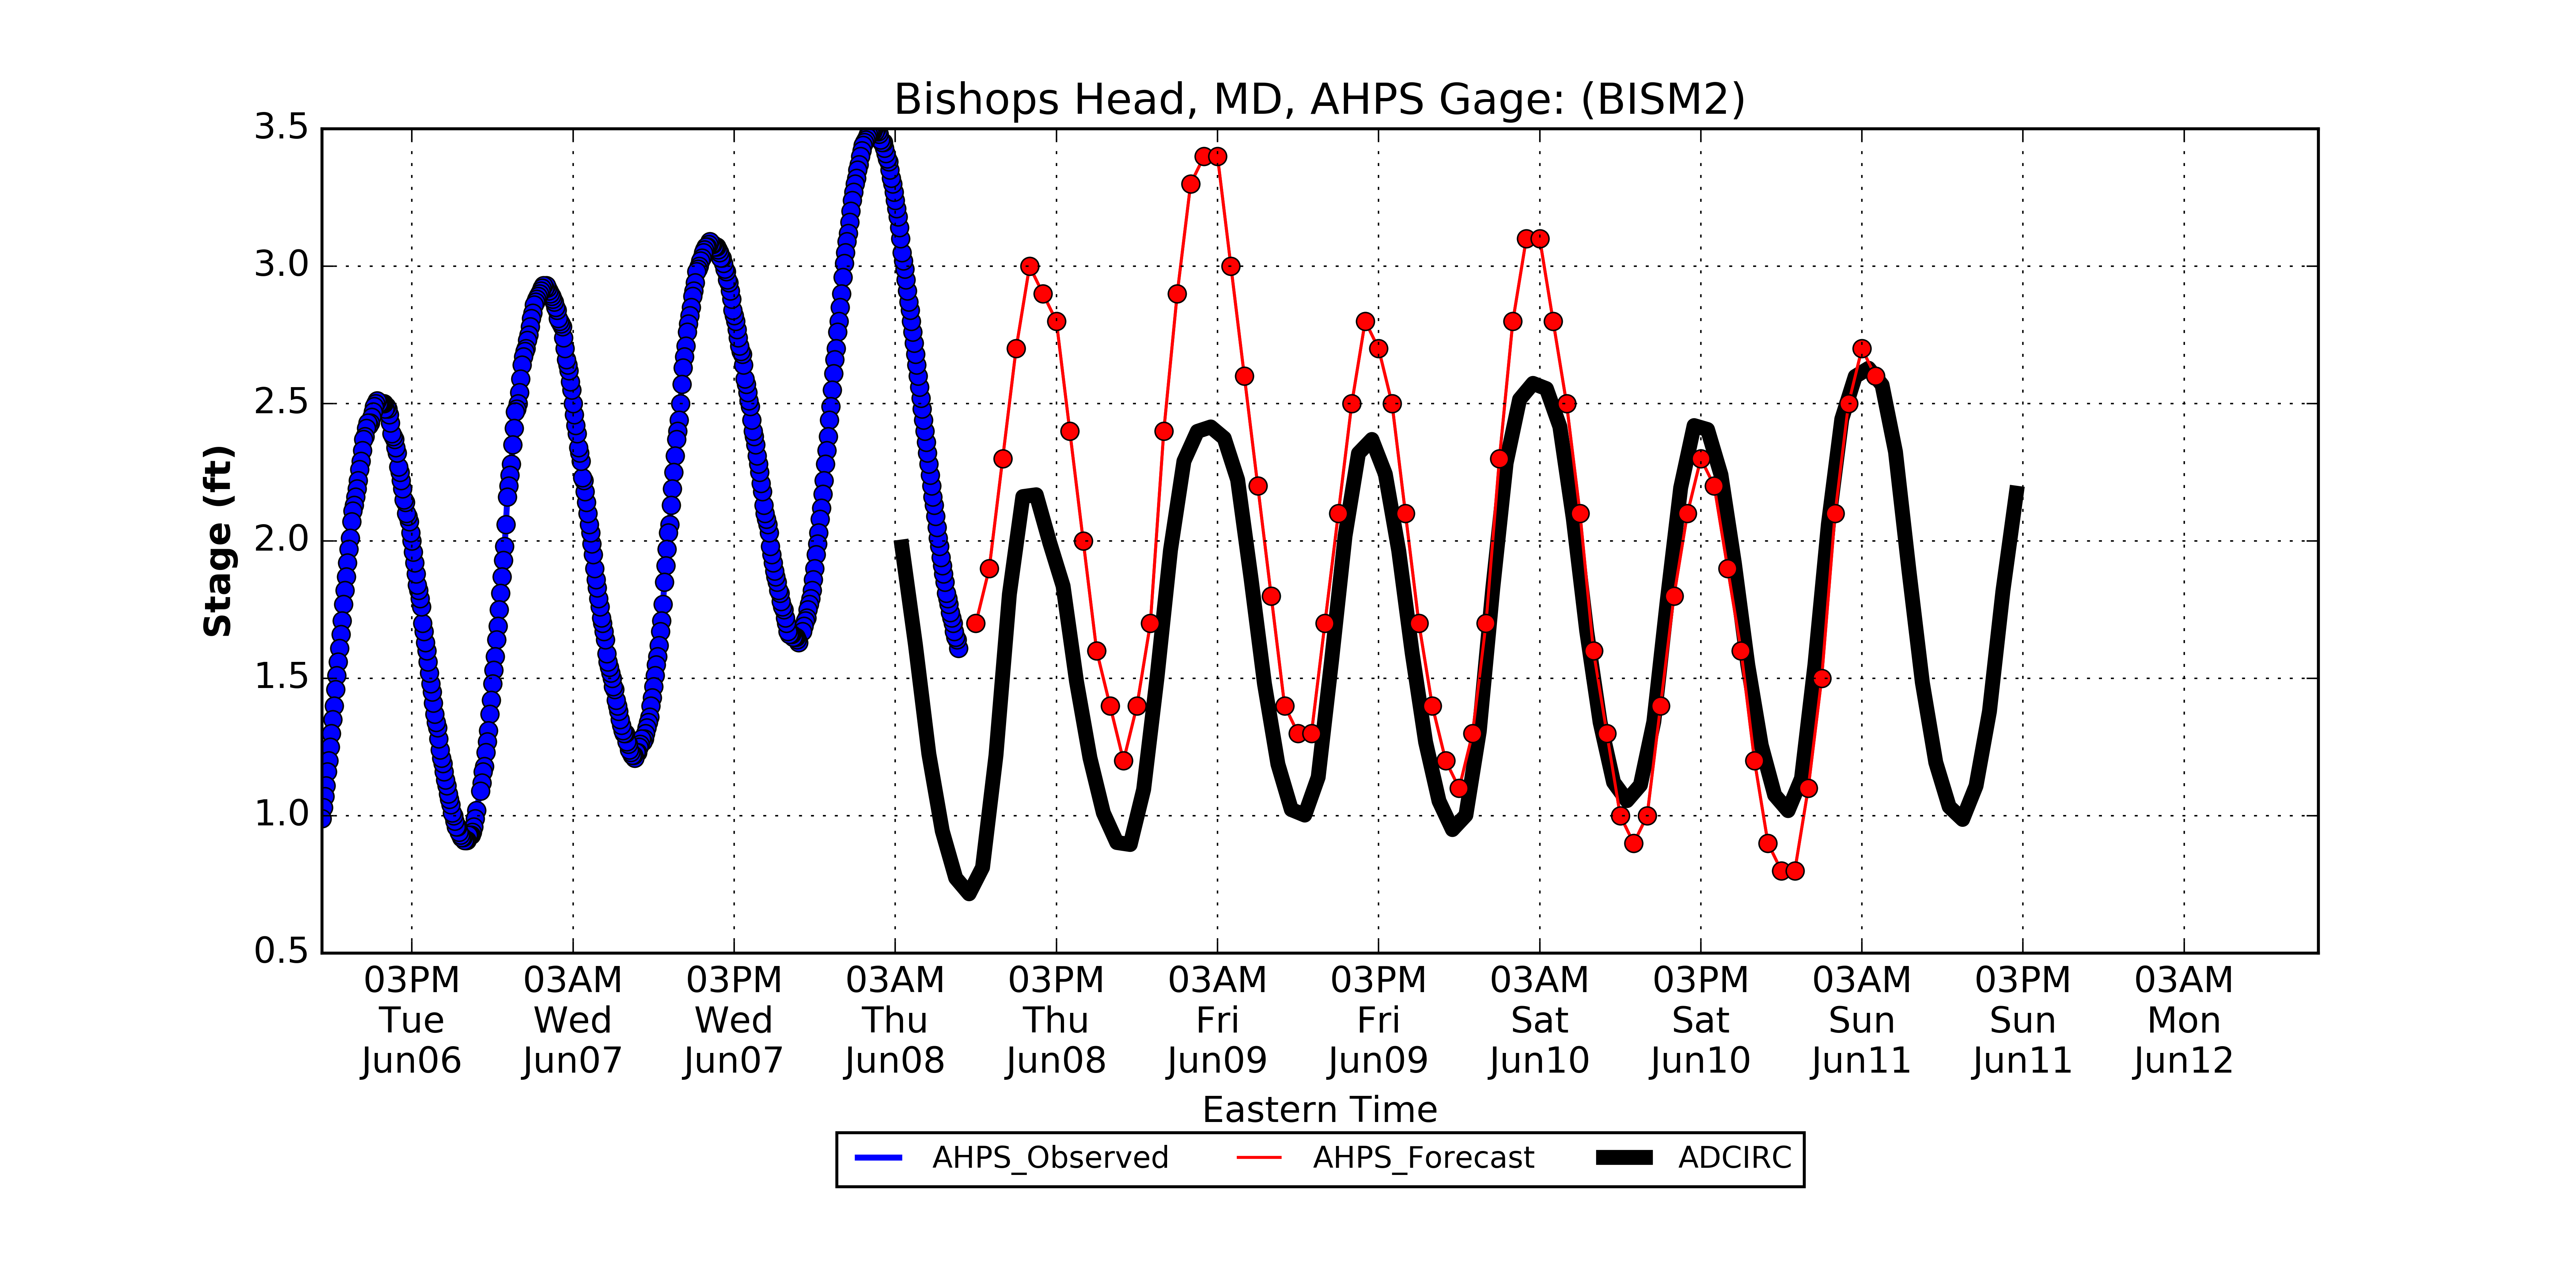 Bishops Head, MD, AHPS Gage: (BISM2)
3.5
3.0
2.5
2.0
1.5
1.0
0.5
Stage (ft)
03PM 03AM 03PM 03AM 03PM 03AM 03PM 03AM 03PM 03AM 03PM 03AM
Tue Wed Wed Thu Thu Fri Fri Sat Sat Sun Sun Mon
Jun06 Jun07 Jun07 Jun08 Jun08 Jun09 Jun09 Jun10 Jun10 Jun11 Jun11 Jun12
Eastern Time
AHPS_Observed AHPS_Forecast ADCIRC